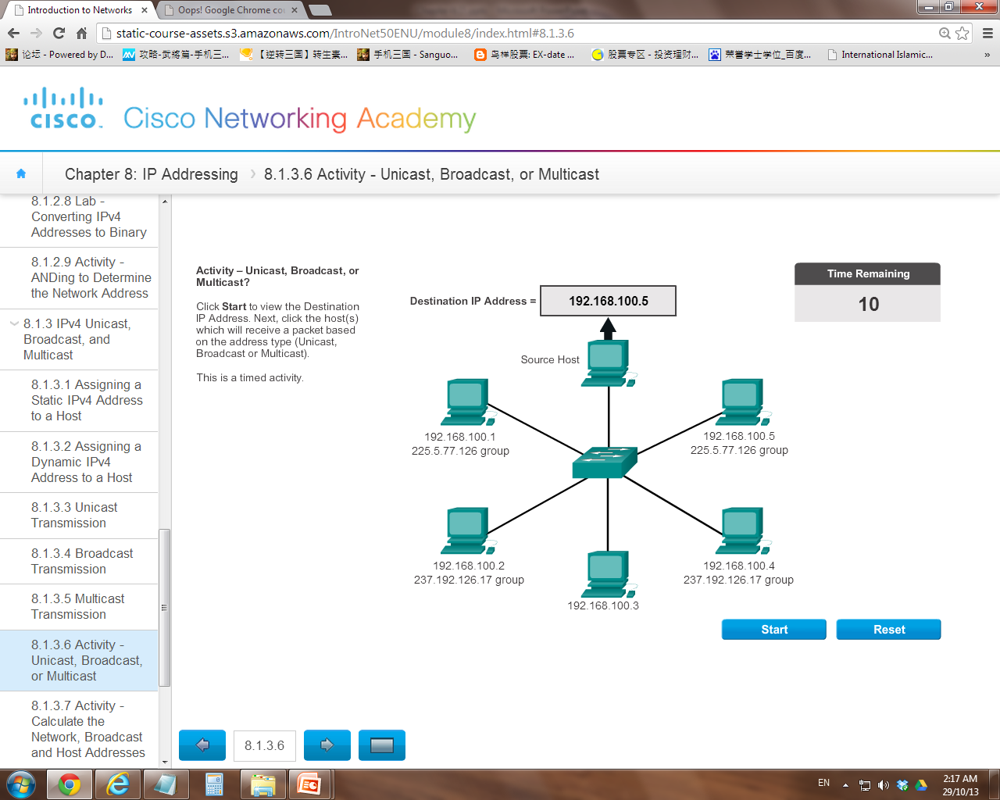 Introduction to Networks
Oops! Google Chrome co
static-course-assets.s3.amazonaws.com/IntroNet50ENU/module8/index.html#8.1.3.6
论坛 - Powered by D...
攻略-武將篇-手机三...
【逆转三国】转生素...
手机三国 - Sanguo...
鸟样股票: EX-date ...
股票专区 - 投资理财...
荣誉学士学位_百度...
International Islamic...
»
CISCO
Cisco Networking Academy
Chapter 8: IP Addressing
8.1.3.6 Activity - Unicast, Broadcast, or Multicast
8.1.2.8 Lab -
Converting IPv4
Addresses to Binary
8.1.2.9 Activity -
ANDing to Determine
the Network Address
8.1.3 IPv4 Unicast,
Broadcast, and
Multicast
8.1.3.1 Assigning a
Static IPv4 Address
to a Host
8.1.3.2 Assigning a
Dynamic IPv4
Address to a Host
8.1.3.3 Unicast
Transmission
8.1.3.4 Broadcast
Transmission
8.1.3.5 Multicast
Transmission
8.1.3.6 Activity -
Unicast, Broadcast,
or Multicast
8.1.3.7 Activity -
Calculate the
Network, Broadcast
and Host Addresses
Activity – Unicast, Broadcast, or
Multicast?
Click Start to view the Destination
IP Address. Next, click the host(s)
which will receive a packet based
on the address type (Unicast,
Broadcast or Multicast).
This is a timed activity.
Destination IP Address =
192.168.100.5
Time Remaining
10
Source Host
192.168.100.1
225.5.77.126 group
192.168.100.5
225.5.77.126 group
192.168.100.2
237.192.126.17 group
192.168.100.4
237.192.126.17 group
192.168.100.3
Start
Reset
8.1.3.6
EN
2:17 AM
29/10/13